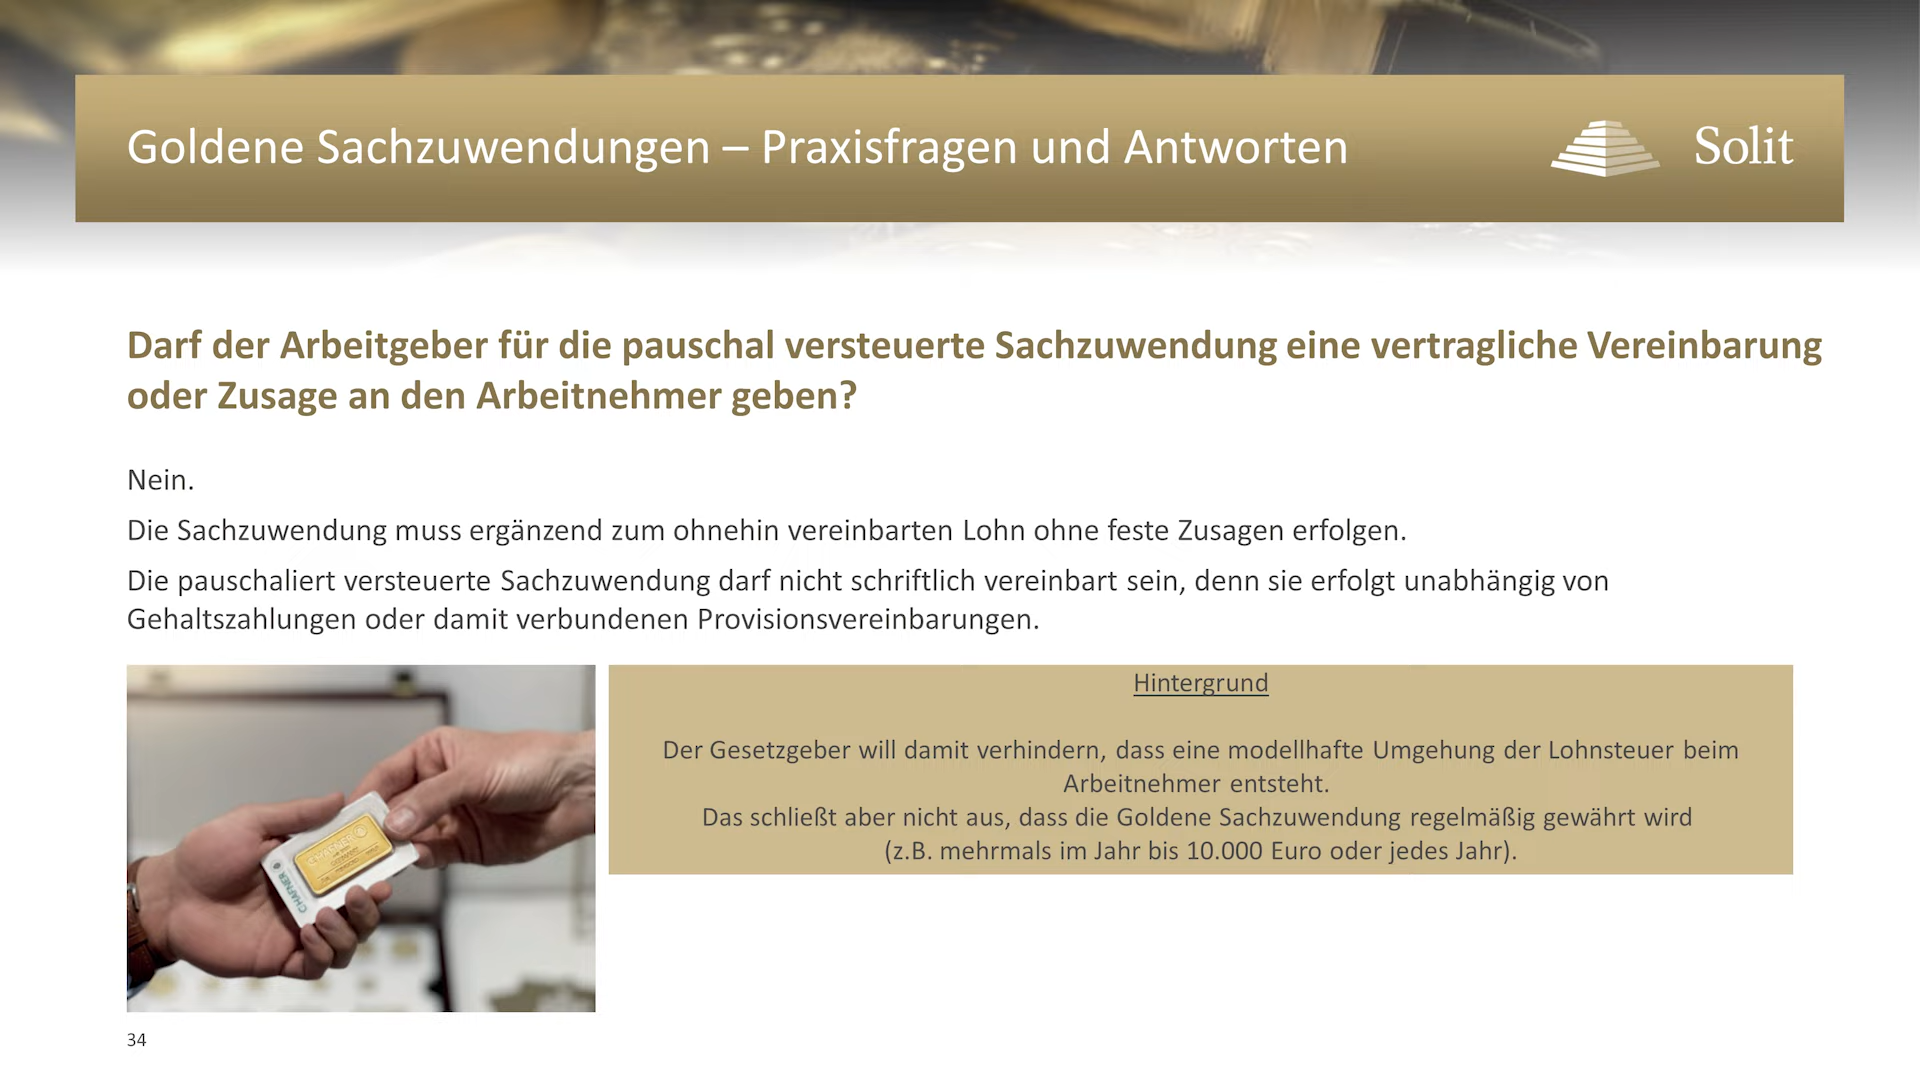 Goldene Sachzuwendungen – Praxisfragen und Antworten
Solit
Darf der Arbeitgeber für die pauschal versteuerte Sachzuwendung eine vertragliche Vereinbarung
oder Zusage an den Arbeitnehmer geben?
Nein.
Die Sachzuwendung muss ergänzend zum ohnehin vereinbarten Lohn ohne feste Zusagen erfolgen.
Die pauschaliert versteuerte Sachzuwendung darf nicht schriftlich vereinbart sein, denn sie erfolgt unabhängig von
Gehaltszahlungen oder damit verbundenen Provisionsvereinbarungen.
Hintergrund
Der Gesetzgeber will damit verhindern, dass eine modellhafte Umgehung der Lohnsteuer beim
Arbeitnehmer entsteht.
Das schließt aber nicht aus, dass die Goldene Sachzuwendung regelmäßig gewährt wird
(z.B. mehrmals im Jahr bis 10.000 Euro oder jedes Jahr).
C.HAFNER
C.HAFNER
34